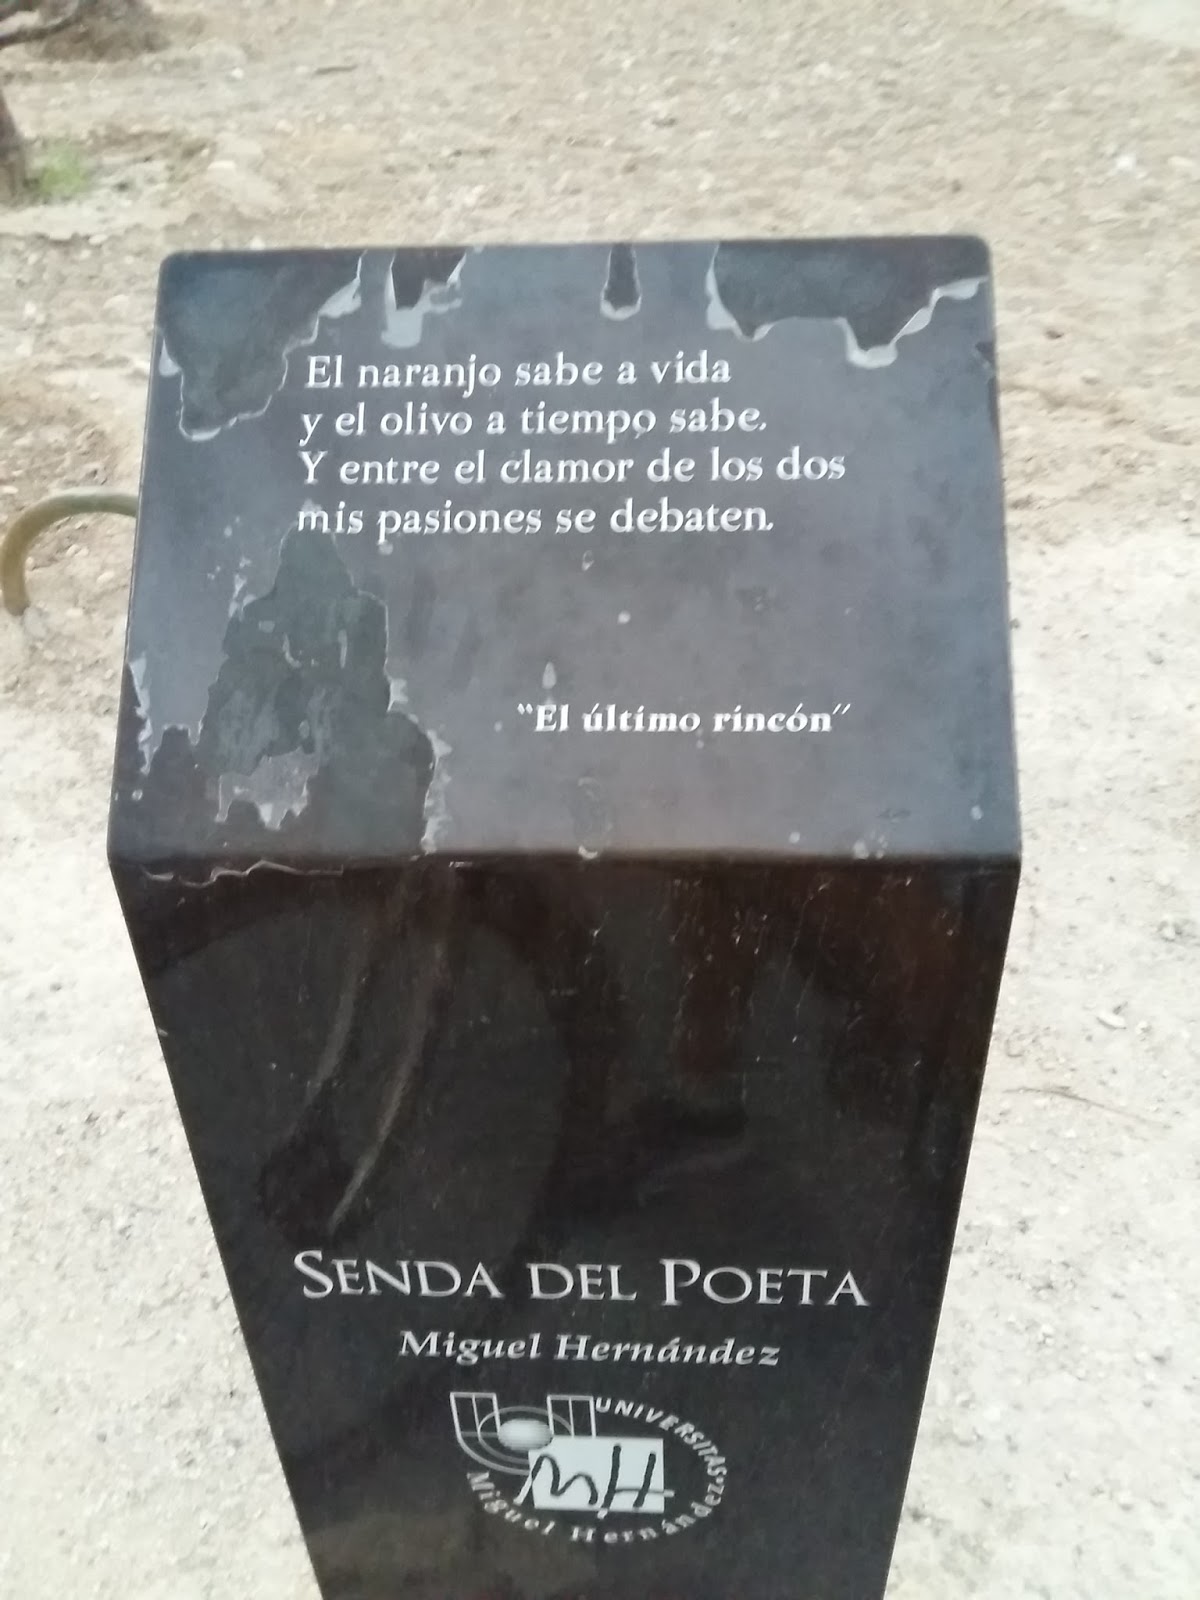 El naranjo sabe a vida
y el olivo a tiempo sabe.
Y entre el clamor de los dos
mis pasiones se debaten.
"El último rincón"
SENDA DEL POETA
Miguel Hernández
UNIVERSITAS
MH
Miguel Hernández